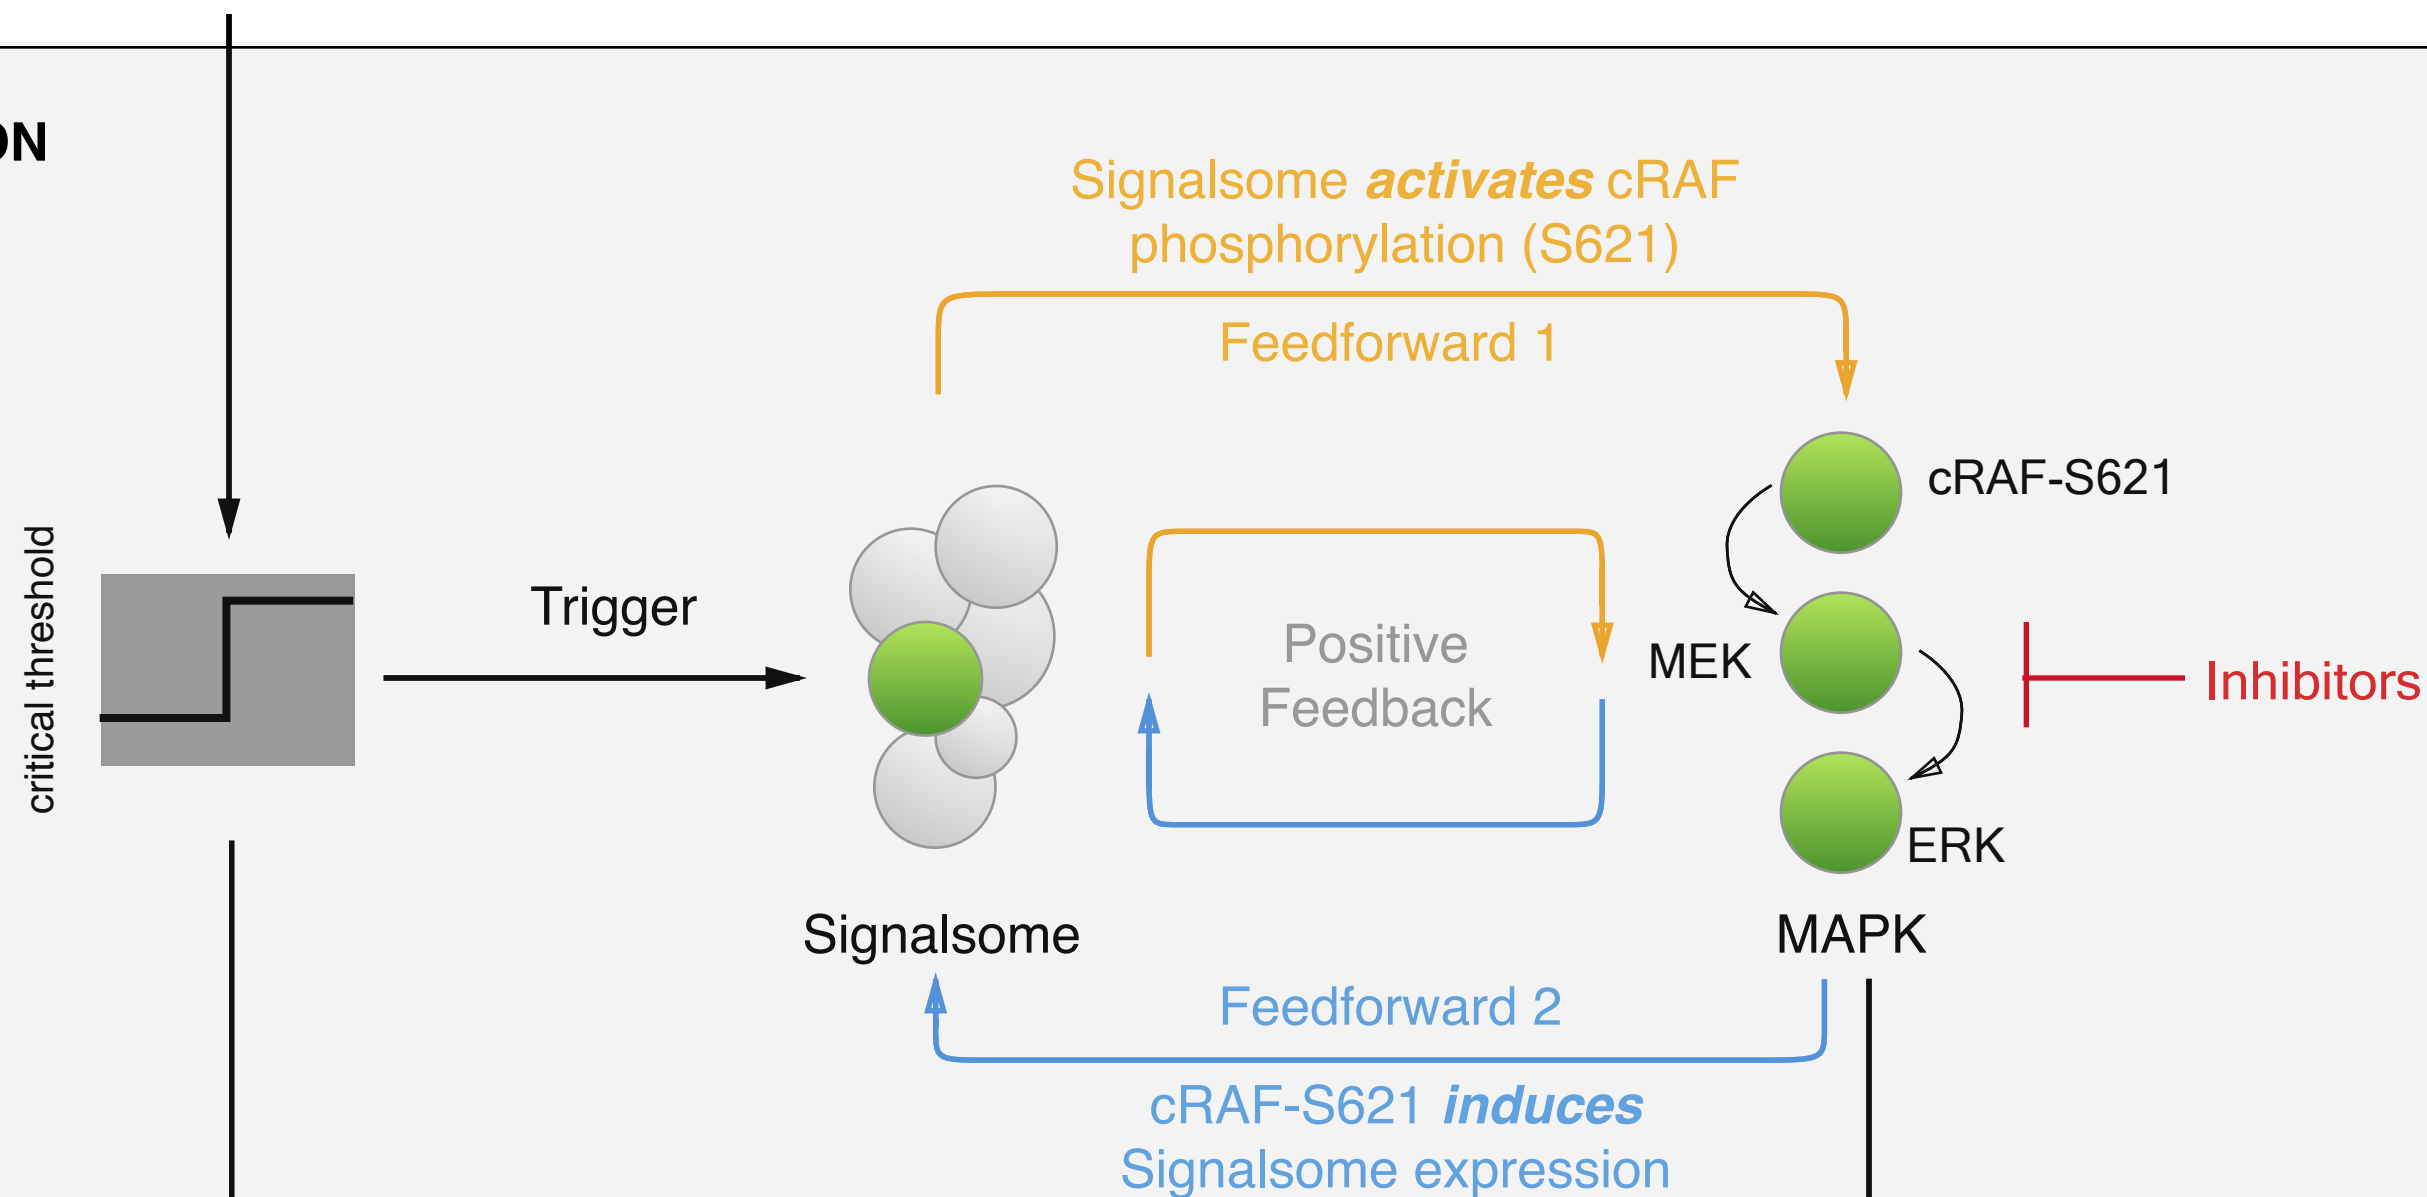 ON
Signalsome activates cRAF
phosphorylation (S621)
Feedforward 1
cRAF-S621
critical threshold
Trigger
Positive
Feedback
MEK
Inhibitors
ERK
Signalsome
MAPK
Feedforward 2
cRAF-S621 induces
Signalsome expression